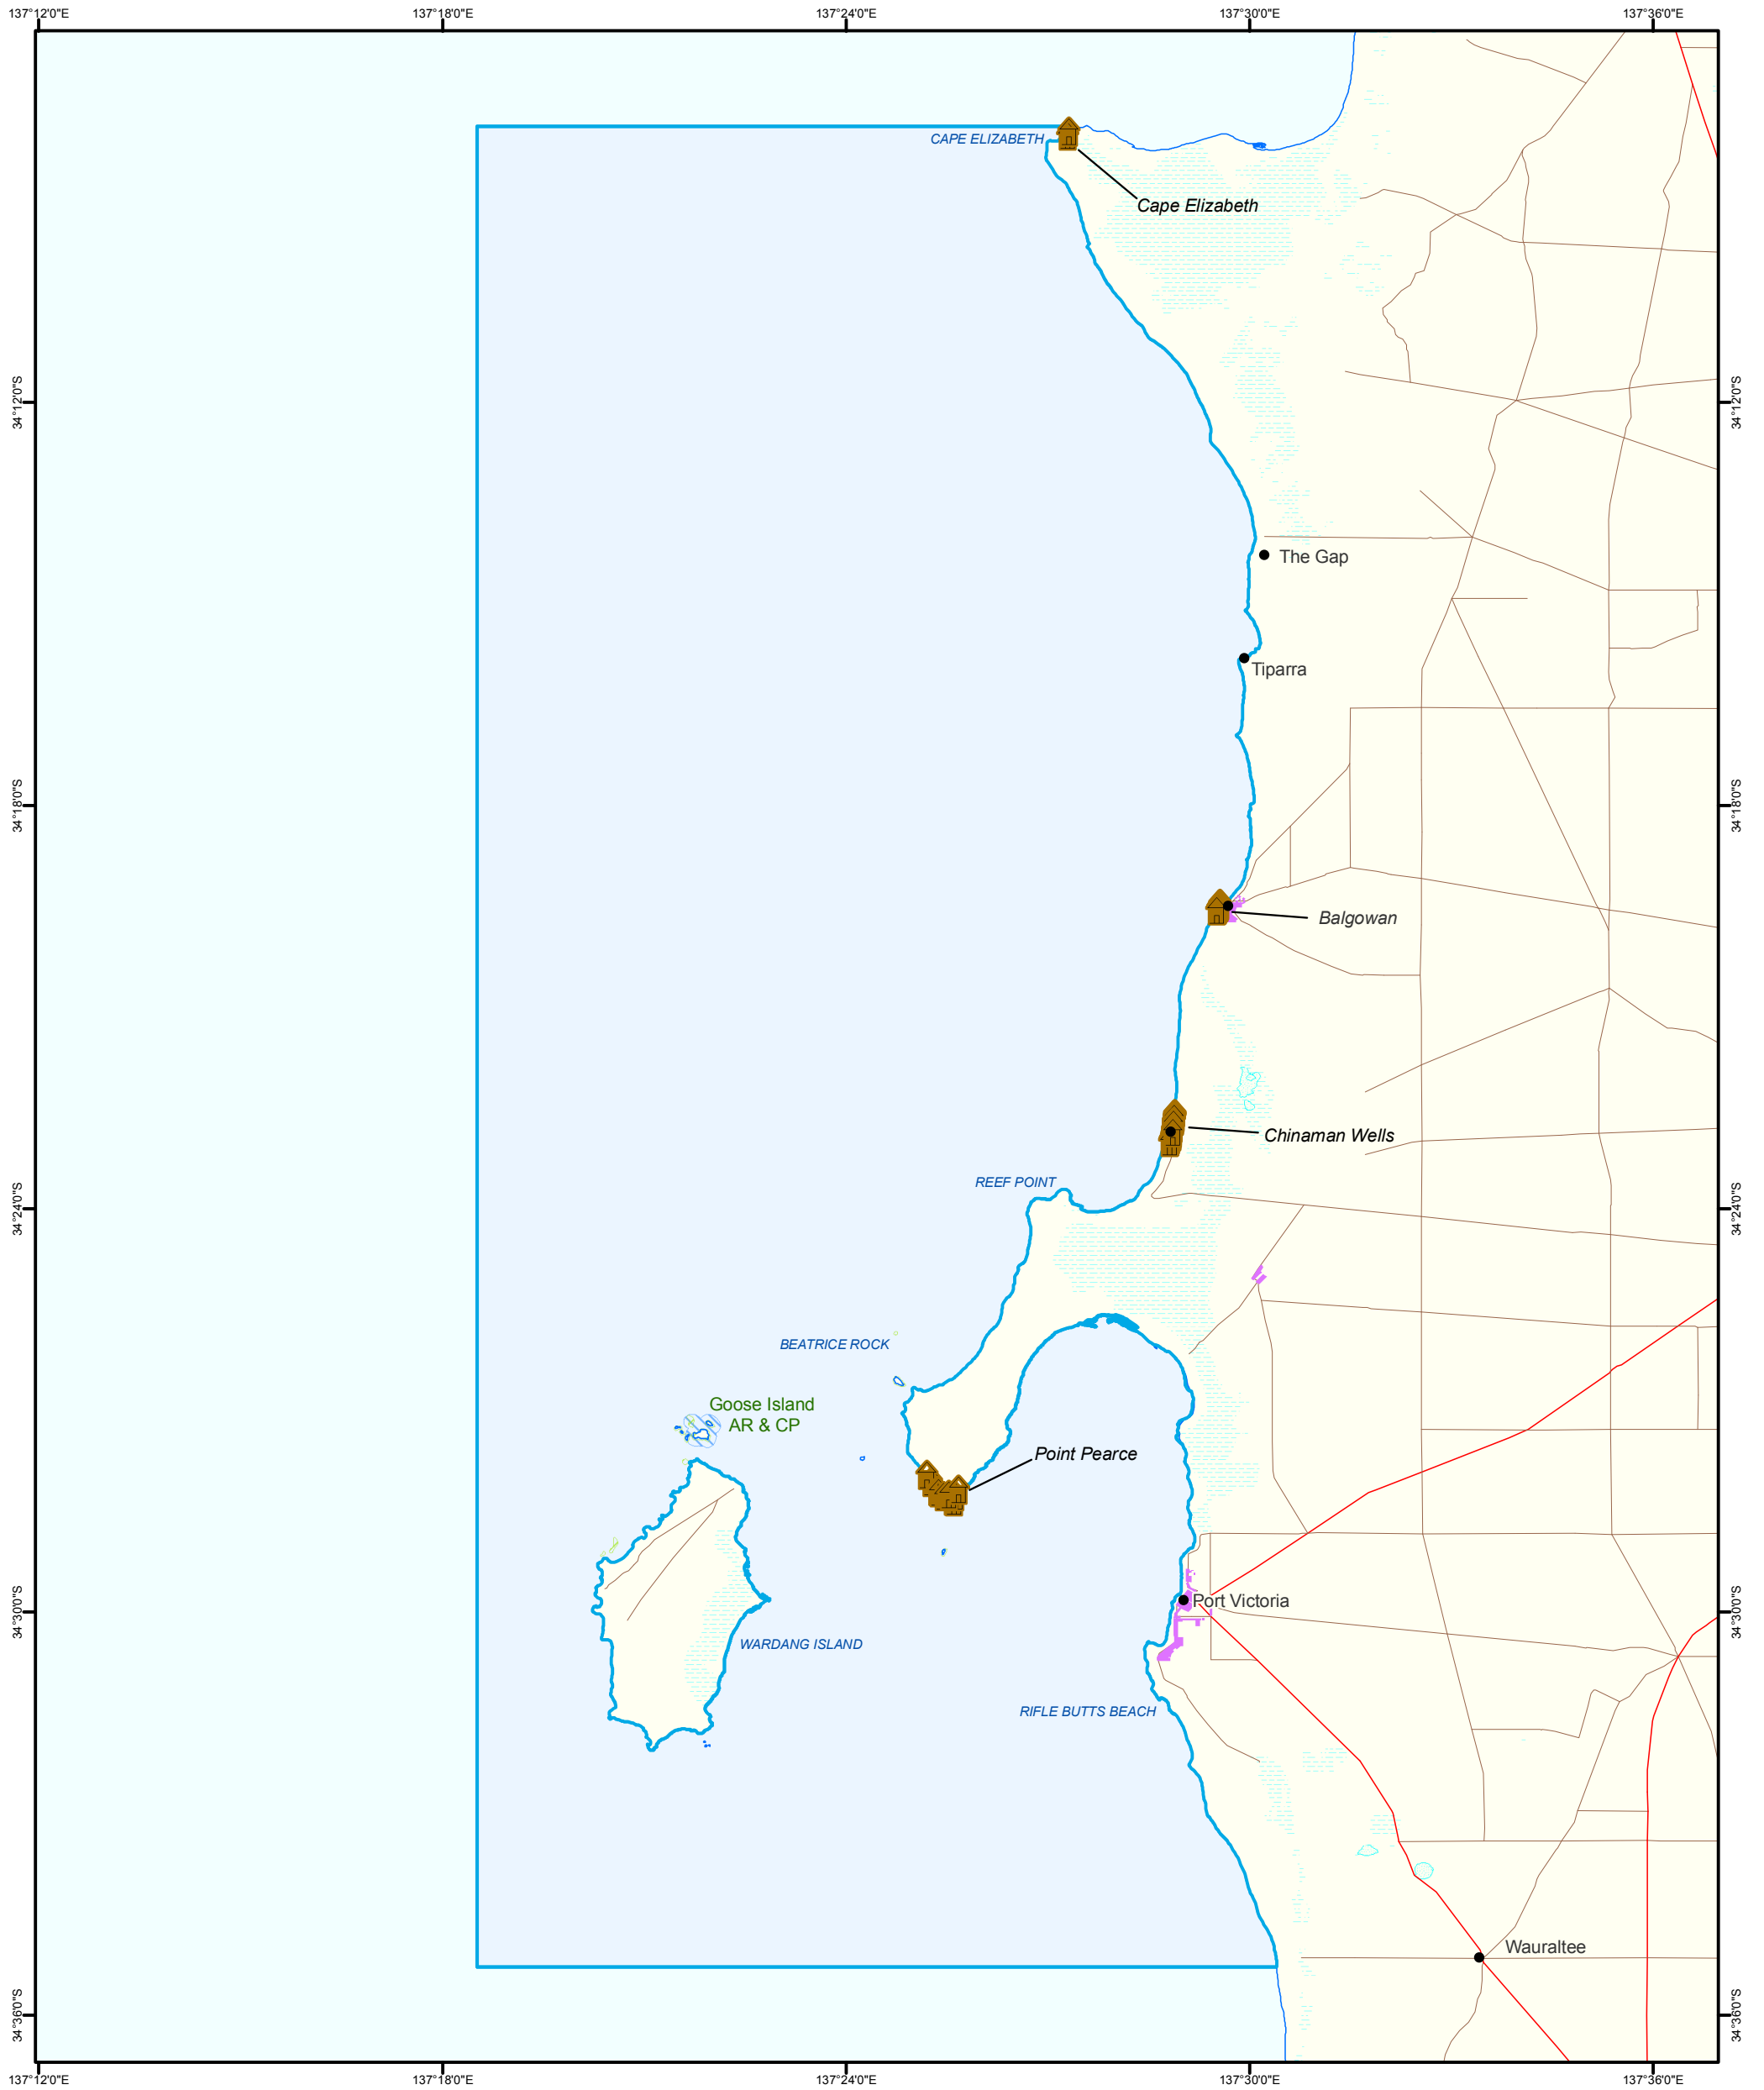 137°12'0"E
137°18'0"E
137°24'0"E
137°30'0"E
137°36'0"E
CAPE ELIZABETH
Cape Elizabeth
34°12'0"S
34°12'0"S
The Gap
Tiparra
34°18'0"S
34°18'0"S
Balgowan
Chinaman Wells
REEF POINT
34°24'0"S
34°24'0"S
BEATRICE ROCK
Goose Island
AR & CP
Point Pearce
Port Victoria
34°30'0"S
34°30'0"S
WARDANG ISLAND
RIFLE BUTTS BEACH
Wauraltee
34°36'0"S
34°36'0"S
137°12'0"E
137°18'0"E
137°24'0"E
137°30'0"E
137°36'0"E